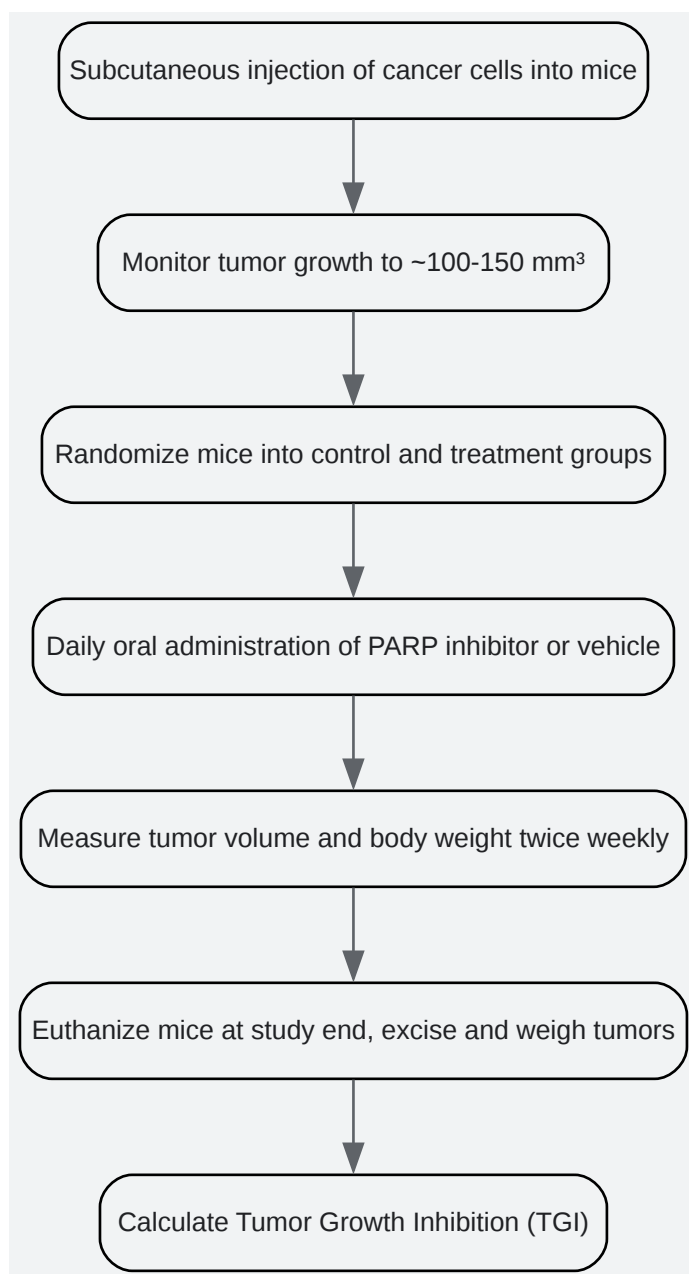 Subcutaneous injection of cancer cells into mice
Monitor tumor growth to ~100-150 mm³
Randomize mice into control and treatment groups
Daily oral administration of PARP inhibitor or vehicle
Measure tumor volume and body weight twice weekly
Euthanize mice at study end, excise and weigh tumors
Calculate Tumor Growth Inhibition (TGI)